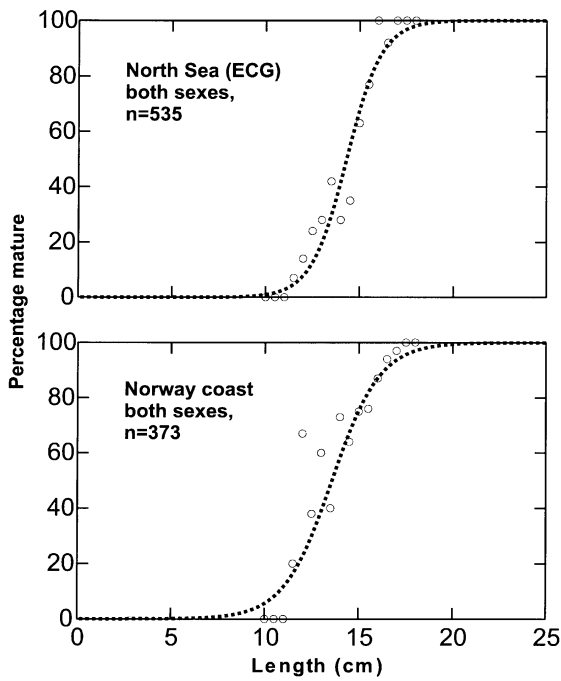 100
80
60
40
20
0
North Sea (ECG)
both sexes,
n=535
Percentage mature
100
80
60
40
20
0
Norway coast
both sexes,
n=373
0 5 10 15 20 25
Length (cm)